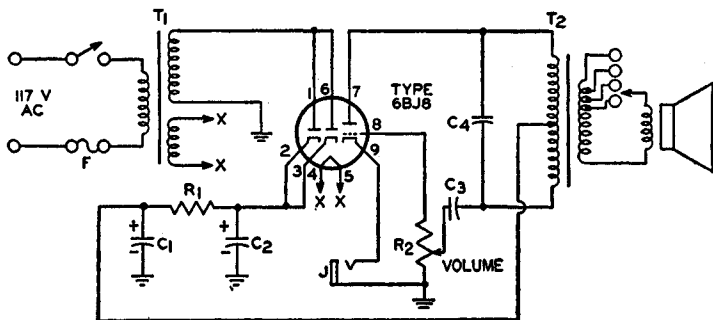 T1
T2
117 V
AC
F
X
X
1
6
7
TYPE
6BJ8
8
9
2
3
4
5
X
X
R1
C1
+
-
C2
+
-
J
R2
VOLUME
C3
C4